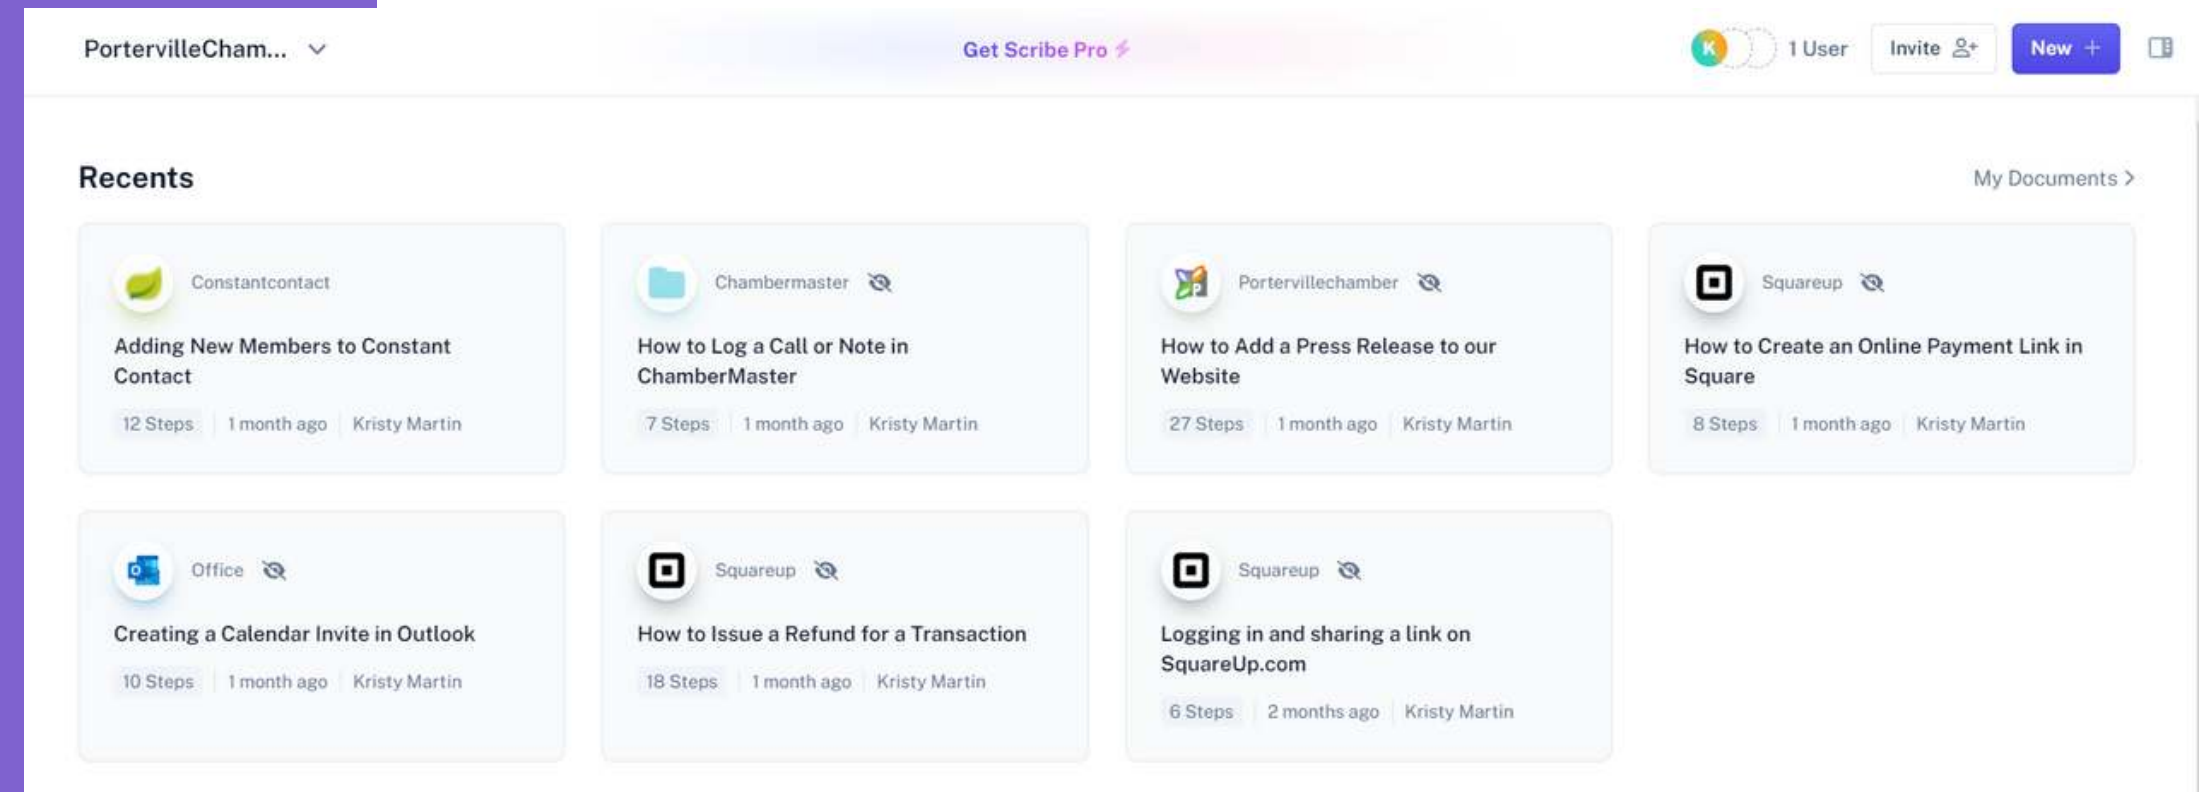 PortervilleCham...
Get Scribe Pro
K
1 User
Invite
New +
Recents
My Documents >
Constantcontact
Adding New Members to Constant
Contact
12 Steps
1 month ago
Kristy Martin
Chambermaster
How to Log a Call or Note in
ChamberMaster
7 Steps
1 month ago
Kristy Martin
Portervillechamber
How to Add a Press Release to our
Website
27 Steps
1 month ago
Kristy Martin
Squareup
How to Create an Online Payment Link in
Square
8 Steps
1 month ago
Kristy Martin
Office
Creating a Calendar Invite in Outlook
10 Steps
1 month ago
Kristy Martin
Squareup
How to Issue a Refund for a Transaction
18 Steps
1 month ago
Kristy Martin
Squareup
Logging in and sharing a link on
SquareUp.com
6 Steps
2 months ago
Kristy Martin